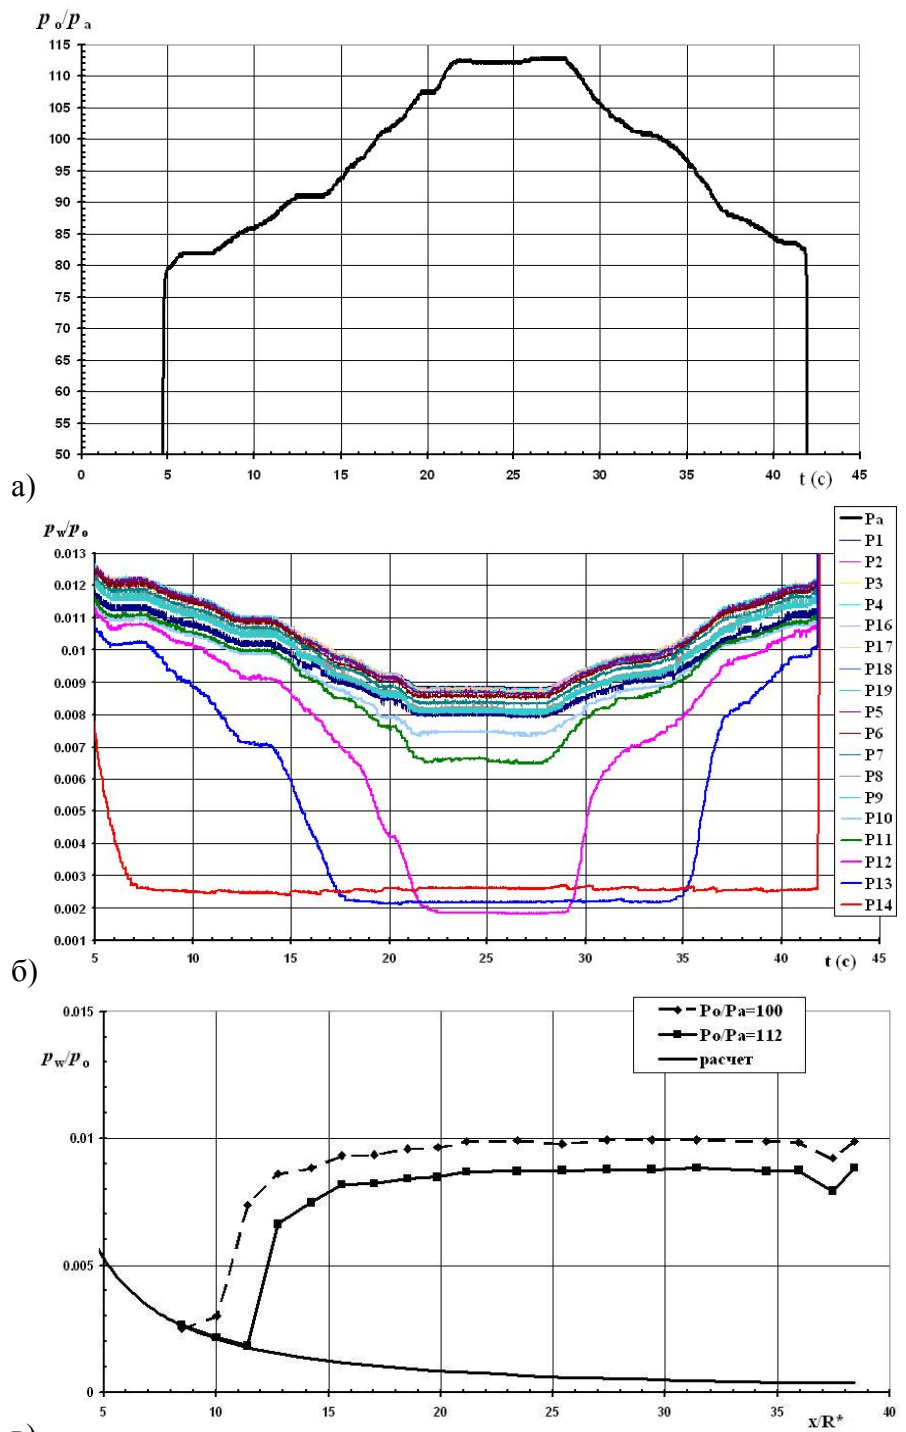 p o/p a
115
110
105
100
95
90
85
80
75
70
65
60
55
50
0 5 10 15 20 25 30 35 40 45
t (c)
а)
pw/po
0.013
0.012
0.011
0.010
0.009
0.008
0.007
0.006
0.005
0.004
0.003
0.002
0.001
5 10 15 20 25 30 35 40 45
t (c)
Pa
P1
P2
P3
P4
P16
P17
P18
P19
P5
P6
P7
P8
P9
P10
P11
P12
P13
P14
б)
Po/Pa=100
Po/Pa=112
расчет
pw/po
0.015
0.01
0.005
0
5 10 15 20 25 30 35 40
x/R*